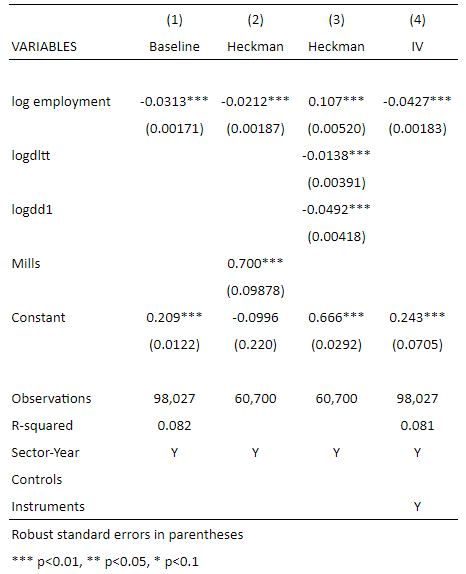 (1) (2) (3) (4)
VARIABLES Baseline Heckman Heckman IV
log employment -0.0313*** -0.0212*** 0.107*** -0.0427***
(0.00171) (0.00187) (0.00520) (0.00183)
logdltt -0.0138***
(0.00391)
logdd1 -0.0492***
(0.00418)
Mills 0.700***
(0.09878)
Constant 0.209*** -0.0996 0.666*** 0.243***
(0.0122) (0.220) (0.0292) (0.0705)
Observations 98,027 60,700 60,700 98,027
R-squared 0.082 0.081
Sector-Year Y Y Y Y
Controls
Instruments Y
Robust standard errors in parentheses
*** p<0.01, ** p<0.05, * p<0.1